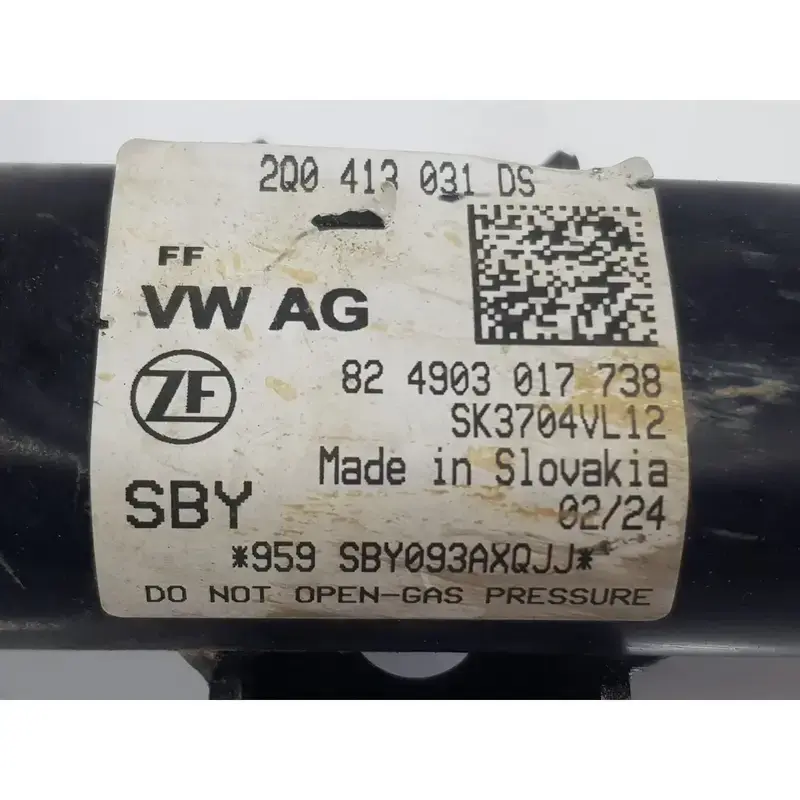 2Q0 413 031 DS
FF
VW AG
ZF
82 4903 017 738
SK3704VL12
Made in Slovakia
SBY
02/24
*959 SBY093AXQJJ*
DO NOT OPEN-GAS PRESSURE